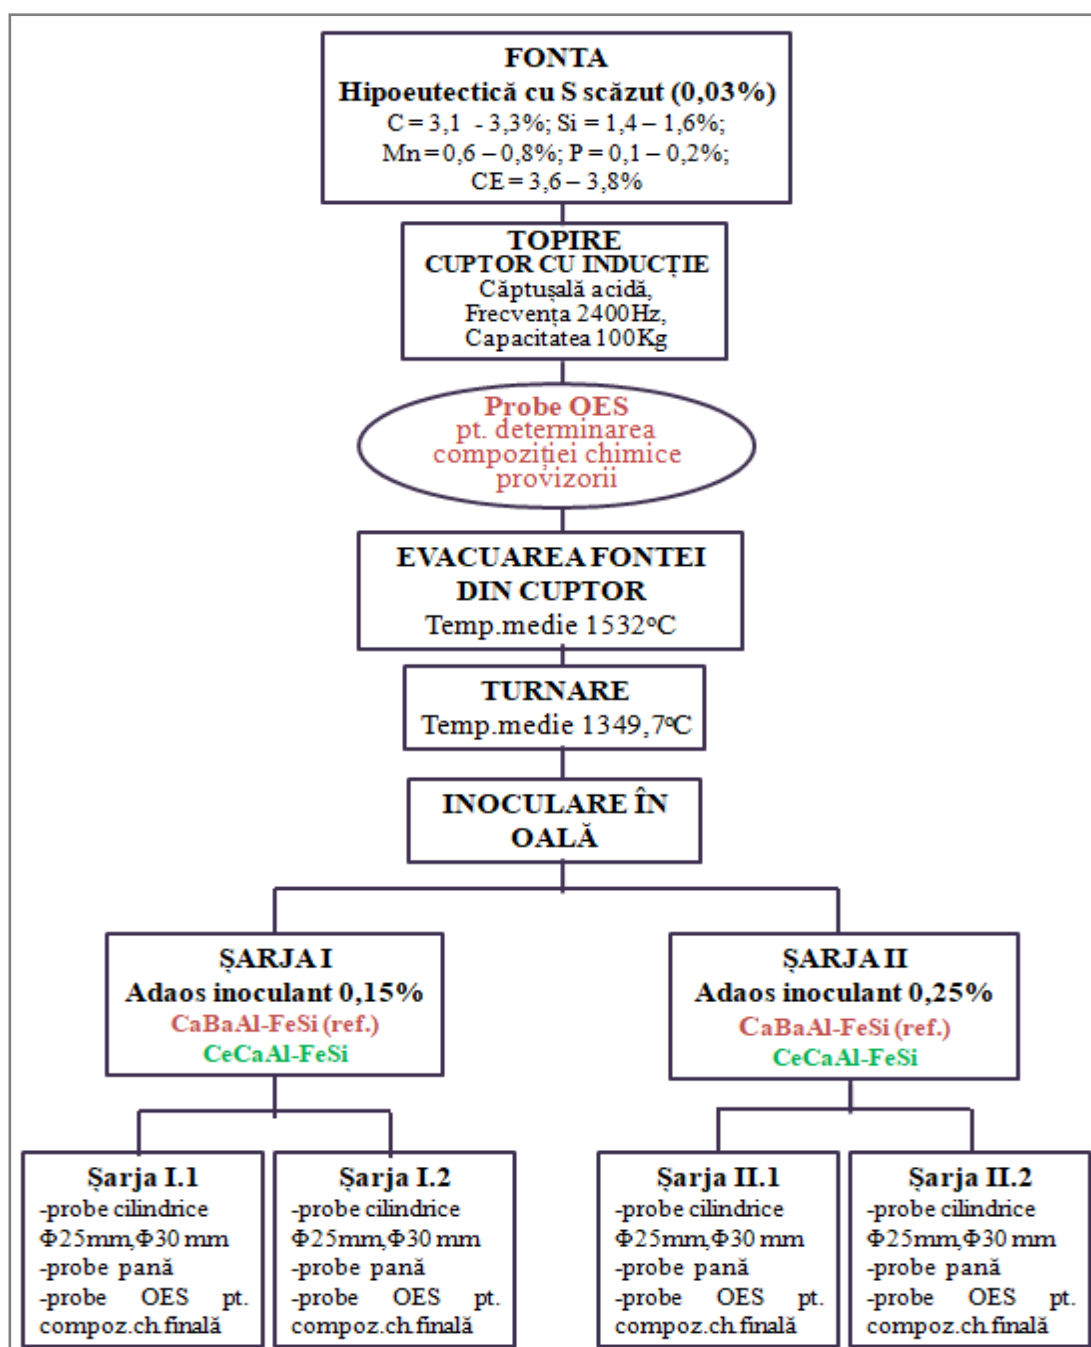 FONTA
Hipoeutectică cu S scăzut (0,03%)
C = 3,1 - 3,3%; Si = 1,4 – 1,6%;
Mn = 0,6 – 0,8%; P = 0,1 – 0,2%;
CE = 3,6 – 3,8%
TOPIRE
CUPTOR CU INDUCȚIE
Căptușală acidă,
Frecvența 2400Hz,
Capacitatea 100Kg
Probe OES
pt. determinarea
compoziției chimice
provizorii
EVACUAREA FONTEI
DIN CUPTOR
Temp.medie 1532°C
TURNARE
Temp.medie 1349,7°C
INOCULARE ÎN
OALĂ
ȘARJA I
Adaos inoculant 0,15%
CaBaAl-FeSi (ref.)
CeCaAl-FeSi
ȘARJA II
Adaos inoculant 0,25%
CaBaAl-FeSi (ref.)
CeCaAl-FeSi
Șarja I.1
-probe cilindrice
Φ25mm,Φ30 mm
-probe pană
-probe OES pt.
compoz.ch.finală
Șarja I.2
-probe cilindrice
Φ25mm,Φ30 mm
-probe pană
-probe OES pt.
compoz.ch.finală
Șarja II.1
-probe cilindrice
Φ25mm,Φ30 mm
-probe pană
-probe OES pt.
compoz.ch.finală
Șarja II.2
-probe cilindrice
Φ25mm,Φ30 mm
-probe pană
-probe OES pt.
compoz.ch.finală